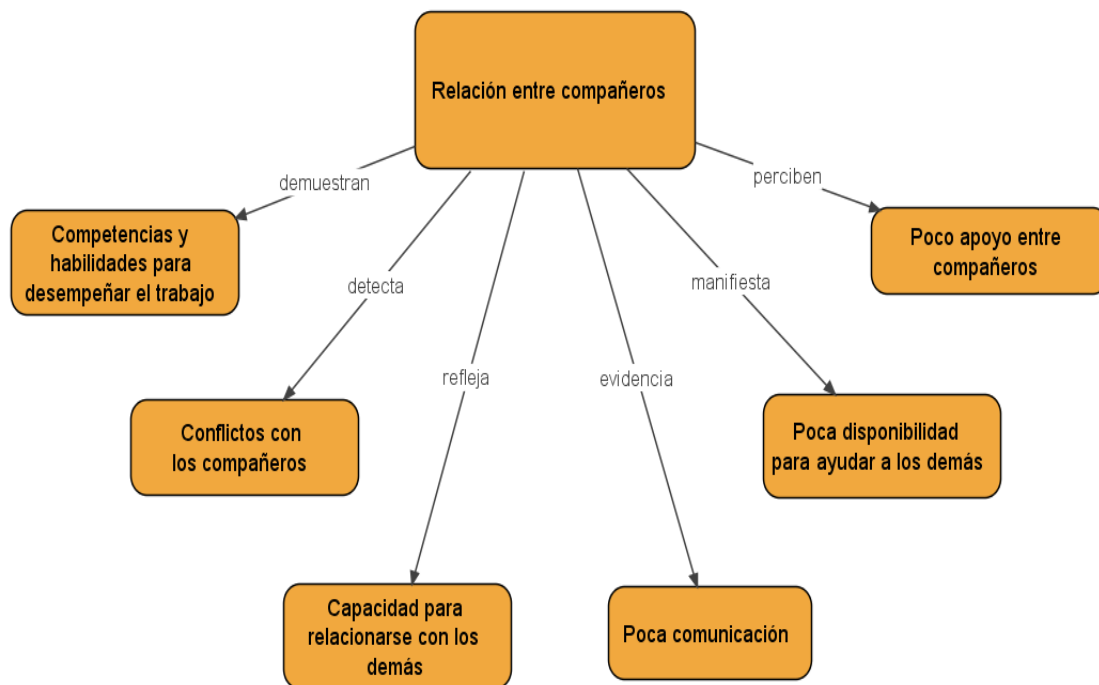 Relación entre compañeros
demuestran
perciben
Competencias y
habilidades para
desempeñar el trabajo
Poco apoyo entre
compañeros
detecta
manifiesta
refleja
evidencia
Conflictos con
los compañeros
Poca disponibilidad
para ayudar a los demás
Capacidad para
relacionarse con los
demás
Poca comunicación